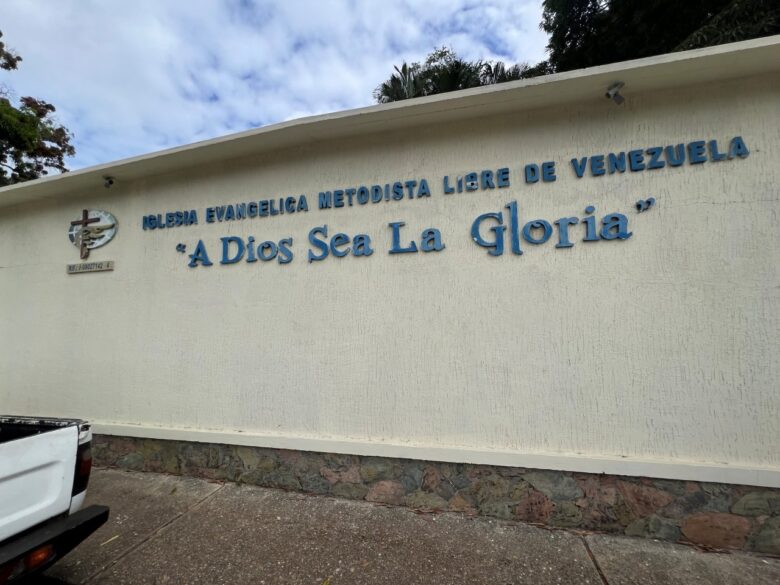 IGLESIA EVANGELICA METODISTA LIBRE DE VENEZUELA
“A Dios Sea La Gloria”